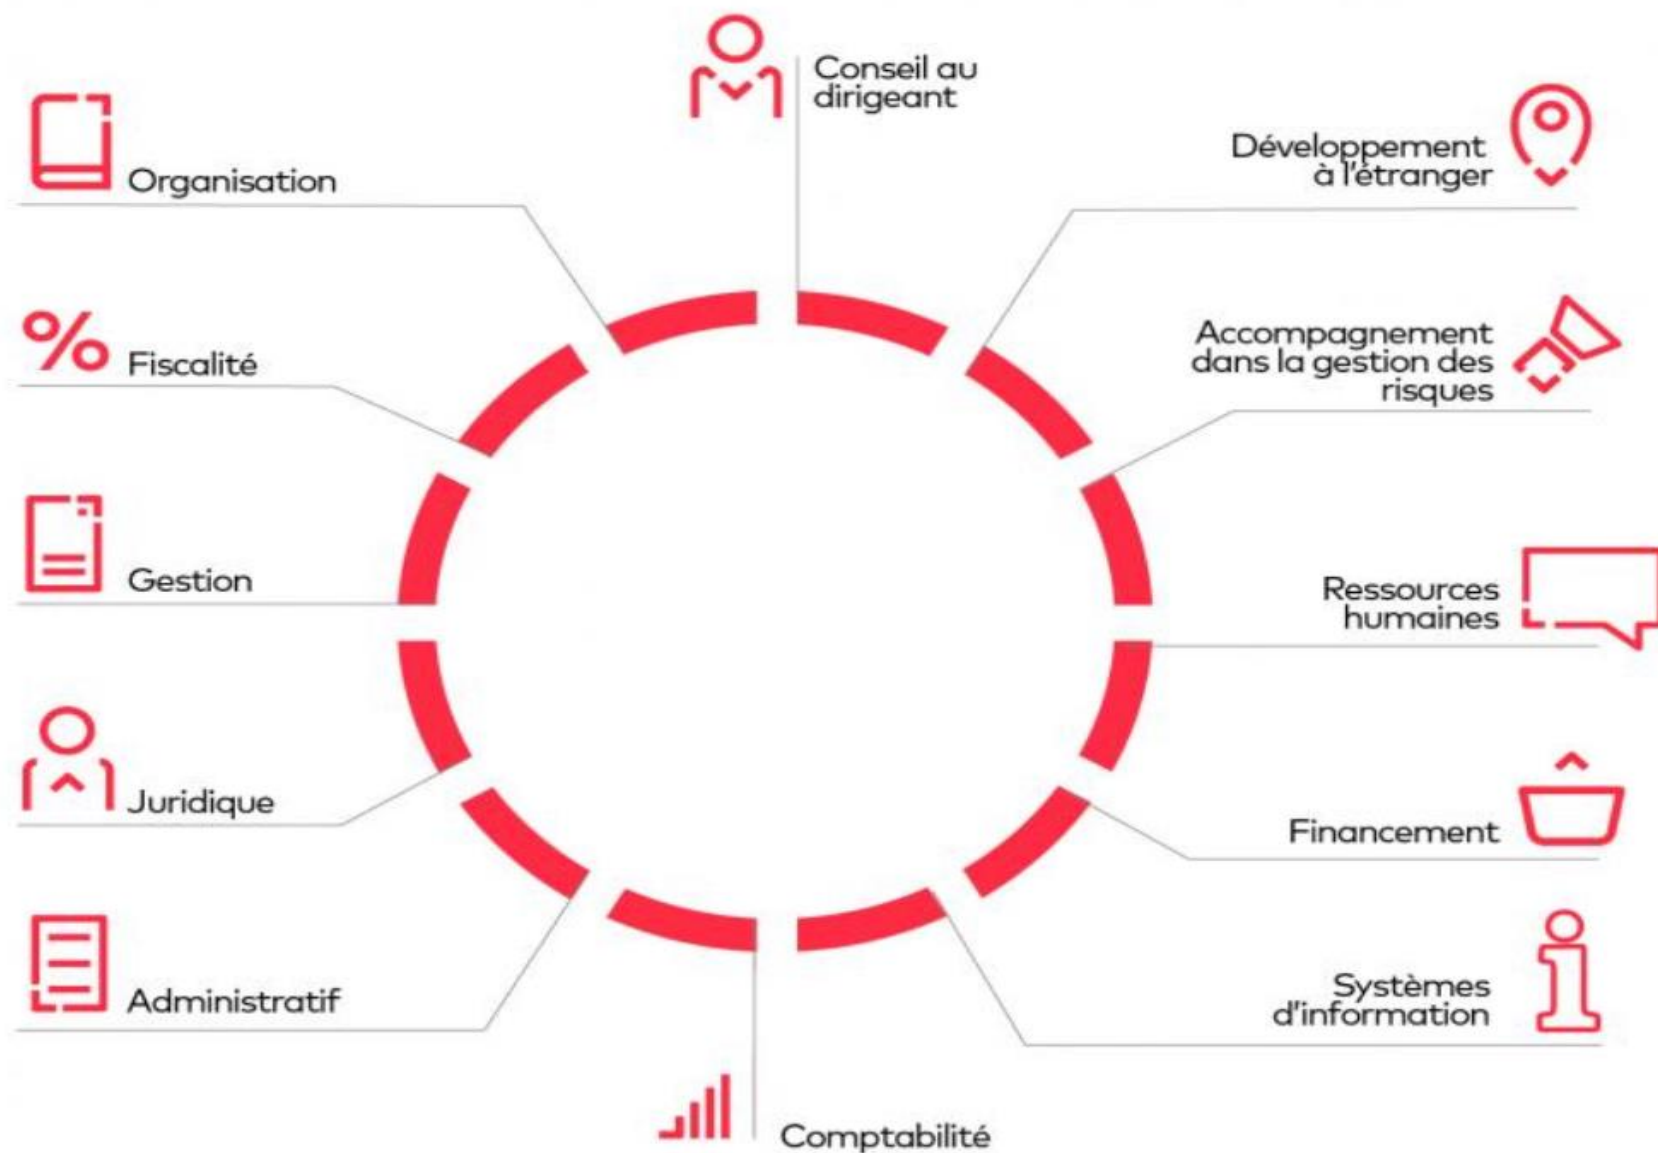 Conseil au
dirigeant
Développement
à l'étranger
Organisation
Accompagnement
dans la gestion des
risques
%
Fiscalité
Gestion
Ressources
humaines
Juridique
Financement
Systèmes
d'information
Administratif
Comptabilité